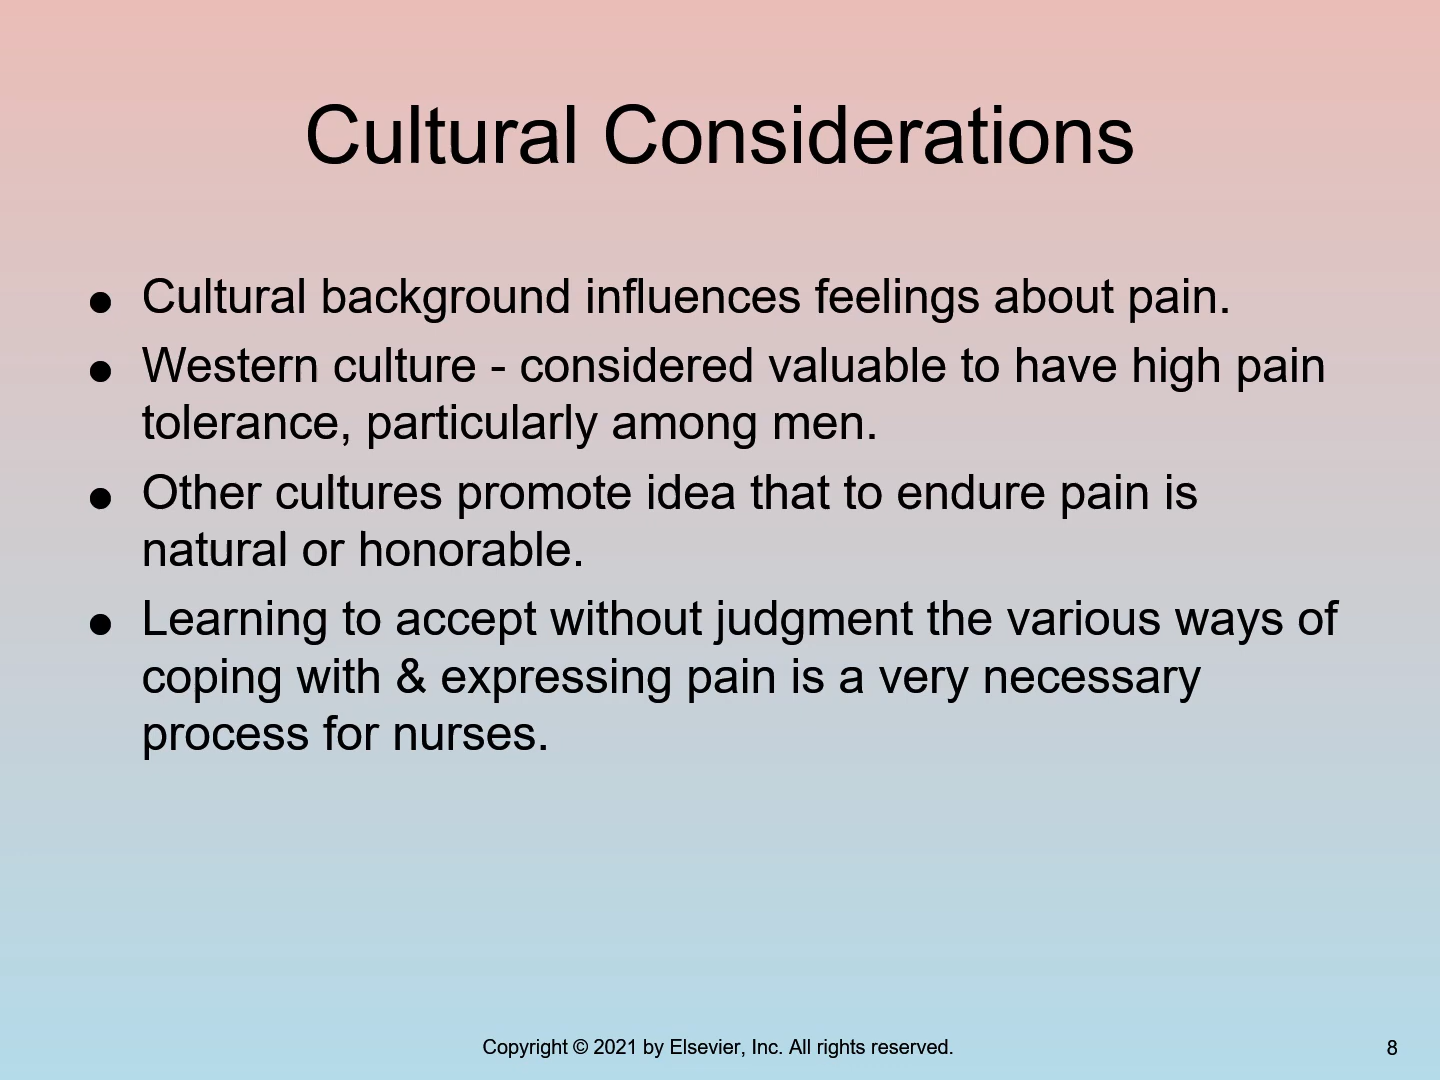 Cultural Considerations
● Cultural background influences feelings about pain.
● Western culture - considered valuable to have high pain
tolerance, particularly among men.
● Other cultures promote idea that to endure pain is
natural or honorable.
● Learning to accept without judgment the various ways of
coping with & expressing pain is a very necessary
process for nurses.
Copyright © 2021 by Elsevier, Inc. All rights reserved.
8